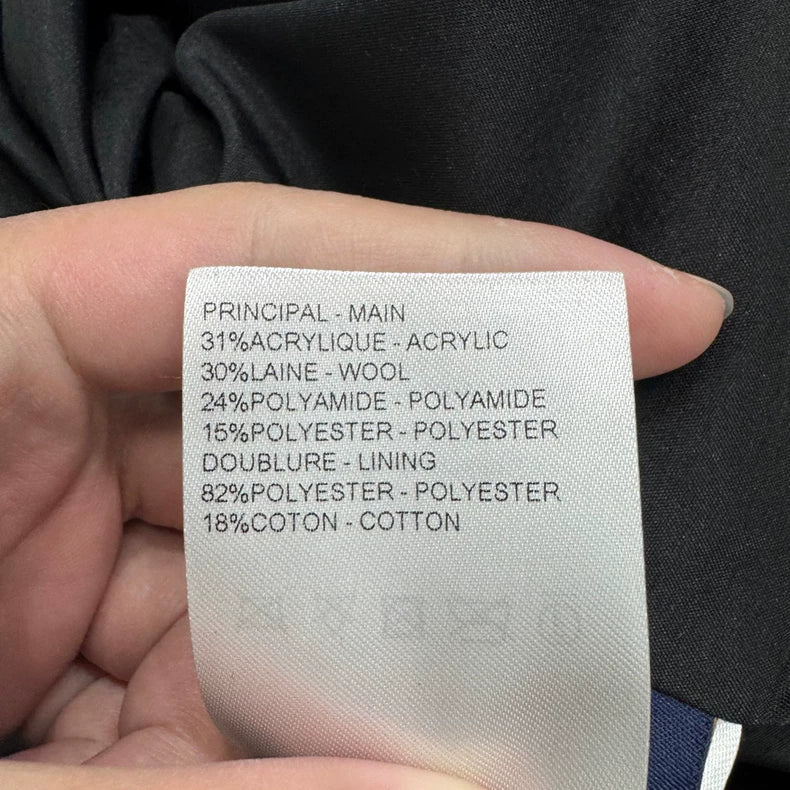 PRINCIPAL - MAIN
31%ACRYLIQUE - ACRYLIC
30%LAINE - WOOL
24%POLYAMIDE - POLYAMIDE
15%POLYESTER - POLYESTER
DOUBLURE - LINING
82%POLYESTER - POLYESTER
18%COTON - COTTON